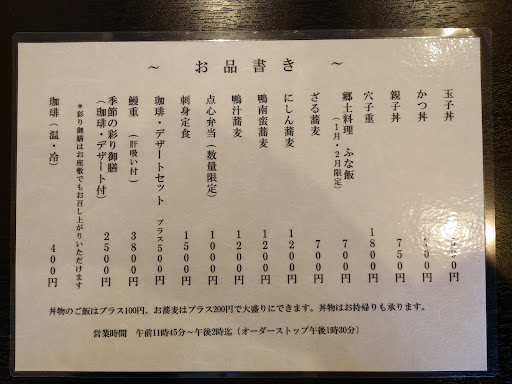 ～ お品書き ～
玉子丼
かつ丼
親子丼 750円
穴子重 1800円
郷土料理 ふな飯 (1月・2月限定) 700円
ざる蕎麦 700円
にしん蕎麦 1200円
鴨南蛮蕎麦 1200円
鴨汁蕎麦 1200円
点心弁当(数量限定) 1000円
刺身定食 1500円
珈琲・デザートセット プラス500円
鰻重 (肝吸い付) 3800円
季節の彩り御膳
(珈琲・デザート付) 2500円
*彩り御膳はお座敷でもお召し上がりいただけます
珈琲(温・冷) 400円
丼物のご飯はプラス100円、お蕎麦はプラス200円で大盛りにできます。丼物はお持帰りも承ります。
営業時間 午前11時45分～午後2時迄(オーダーストップ午後1時30分)